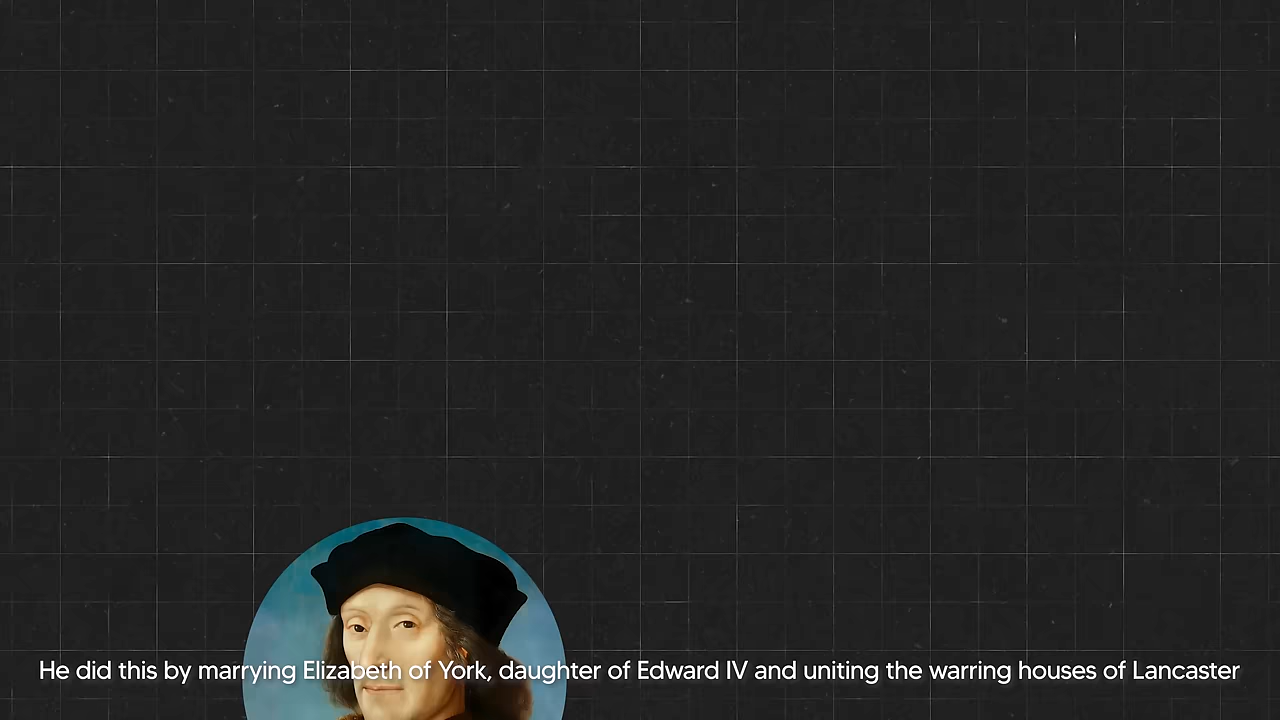 He did this by marrying Elizabeth of York, daughter of Edward IV and uniting the warring houses of Lancaster